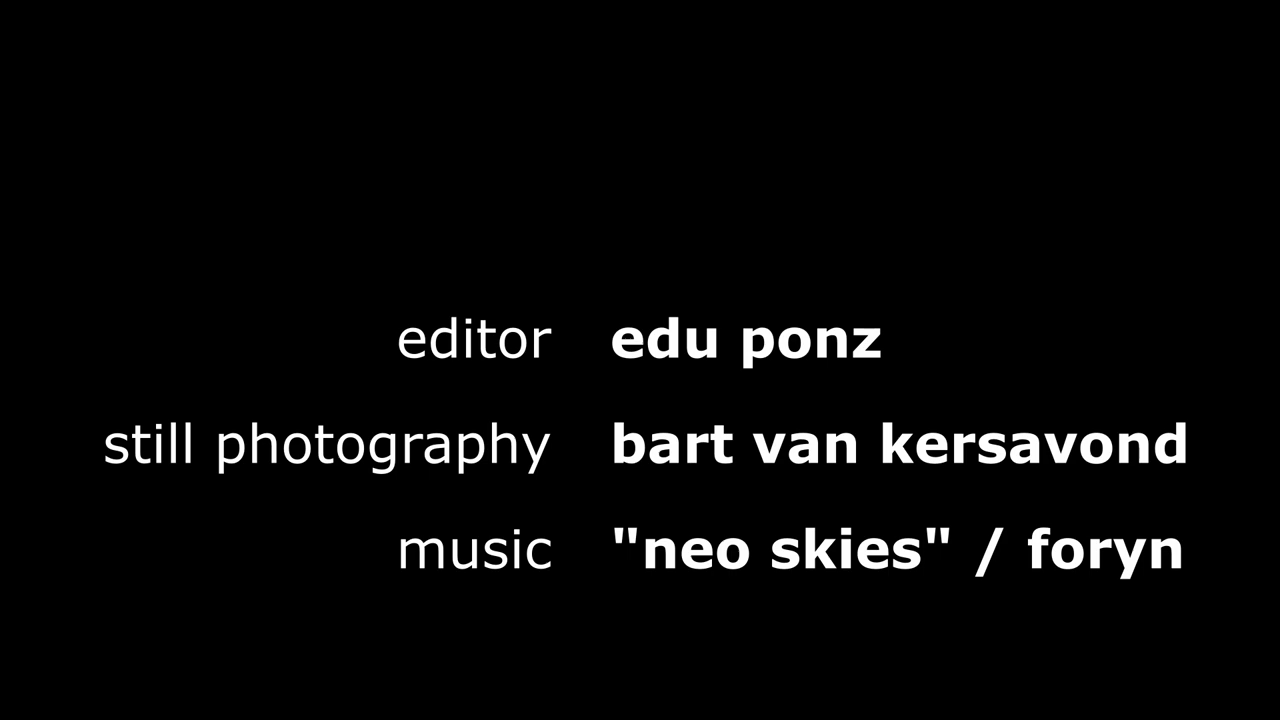 editor edu ponz
still photography bart van kersavond
music "neo skies" / foryn